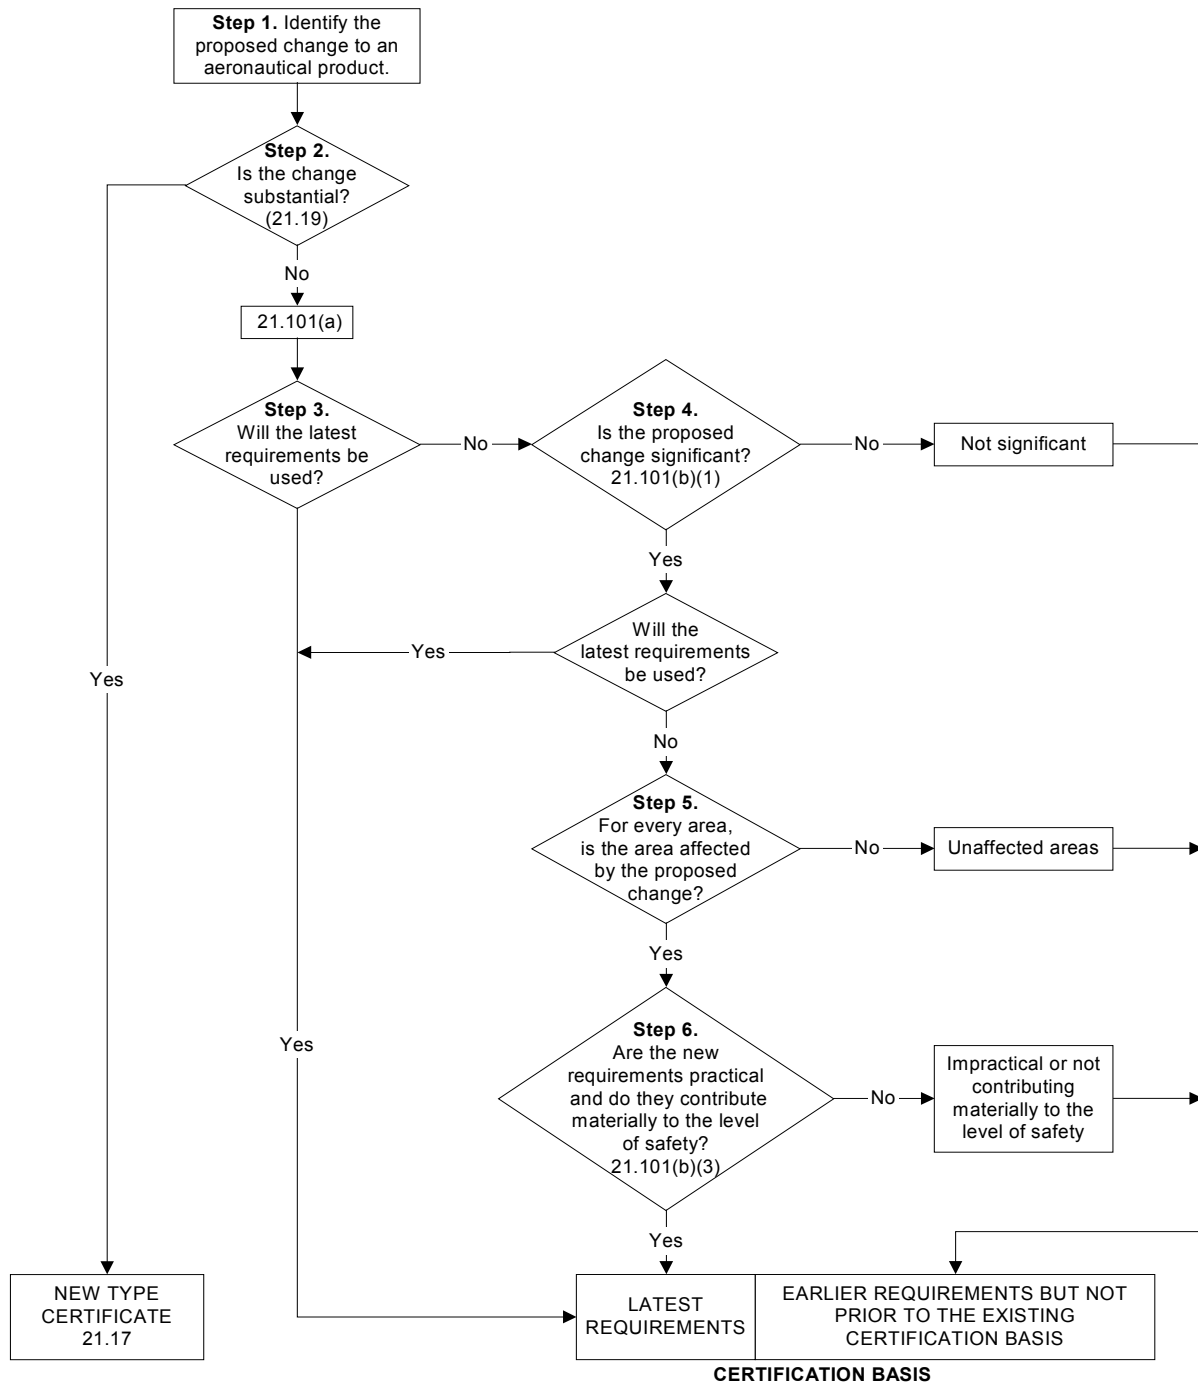 Step 1. Identify the
proposed change to an
aeronautical product.
Step 2.
Is the change
substantial?
(21.19)
No
21.101(a)
Step 3.
Will the latest
requirements be
used?
No
Step 4.
Is the proposed
change significant?
21.101(b)(1)
No
Not significant
Yes
Will the
latest requirements
be used?
Yes
Yes
No
Step 5.
For every area,
is the area affected
by the proposed
change?
No
Unaffected areas
Yes
Step 6.
Are the new
requirements practical
and do they contribute
materially to the level
of safety?
21.101(b)(3)
No
Impractical or not
contributing
materially to the
level of safety
Yes
Yes
NEW TYPE
CERTIFICATE
21.17
LATEST
REQUIREMENTS
EARLIER REQUIREMENTS BUT NOT
PRIOR TO THE EXISTING
CERTIFICATION BASIS
CERTIFICATION BASIS